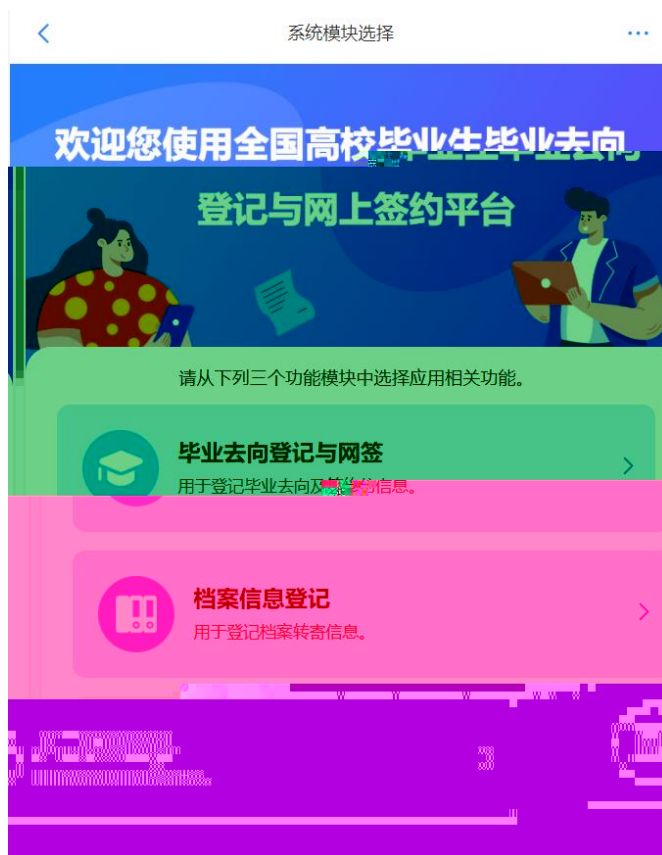 系统模块选择
欢迎您使用全国高校毕业生毕业去向
登记与网上签约平台
请从下列三个功能模块中选择应用相关功能。
毕业去向登记与网签
用于登记毕业去向及签约信息。
档案信息登记
用于登记档案转寄信息。